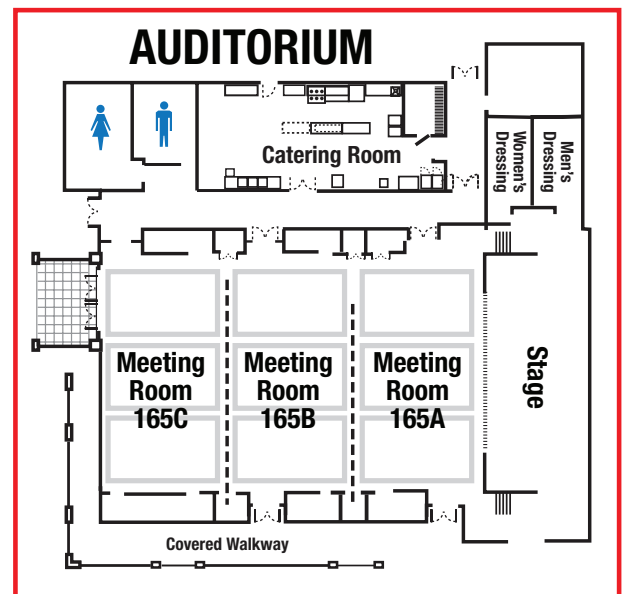 AUDITORIUM
Catering Room
Women's
Dressing
Men's
Dressing
Meeting
Room
165C
Meeting
Room
165B
Meeting
Room
165A
Stage
Covered Walkway